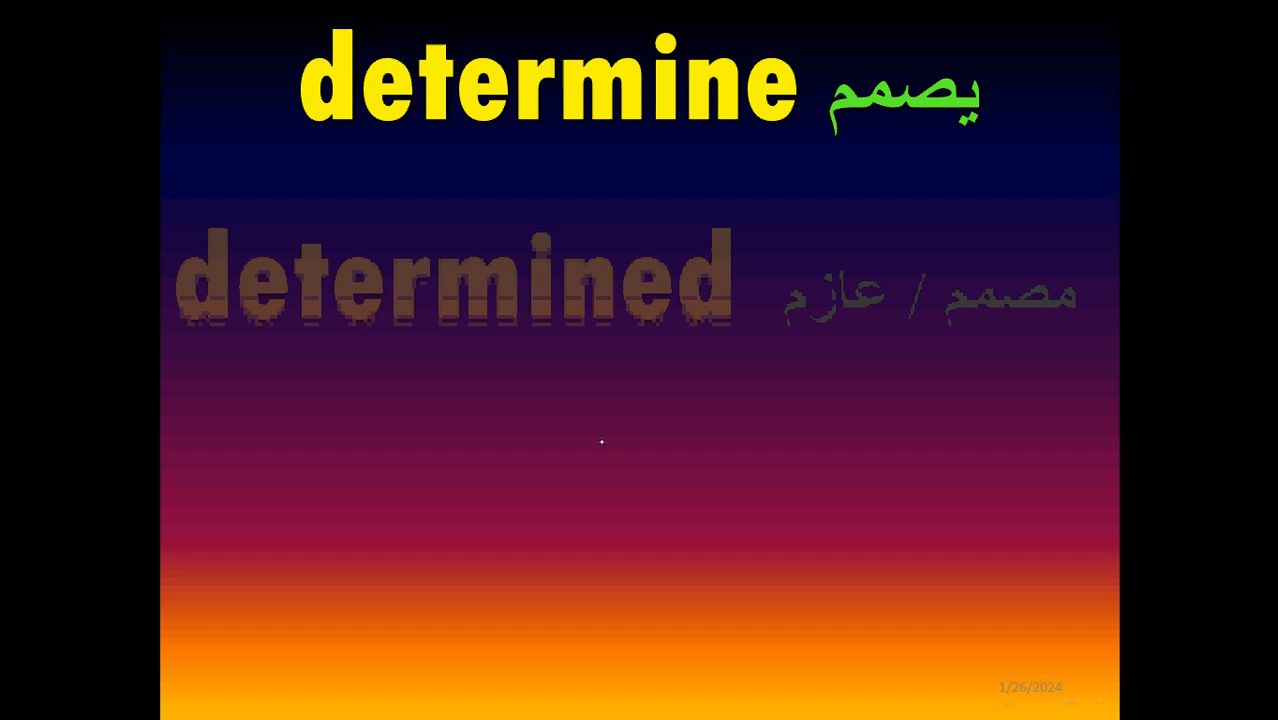 determine يصمم
determined مصمم / عازم
1/26/2024